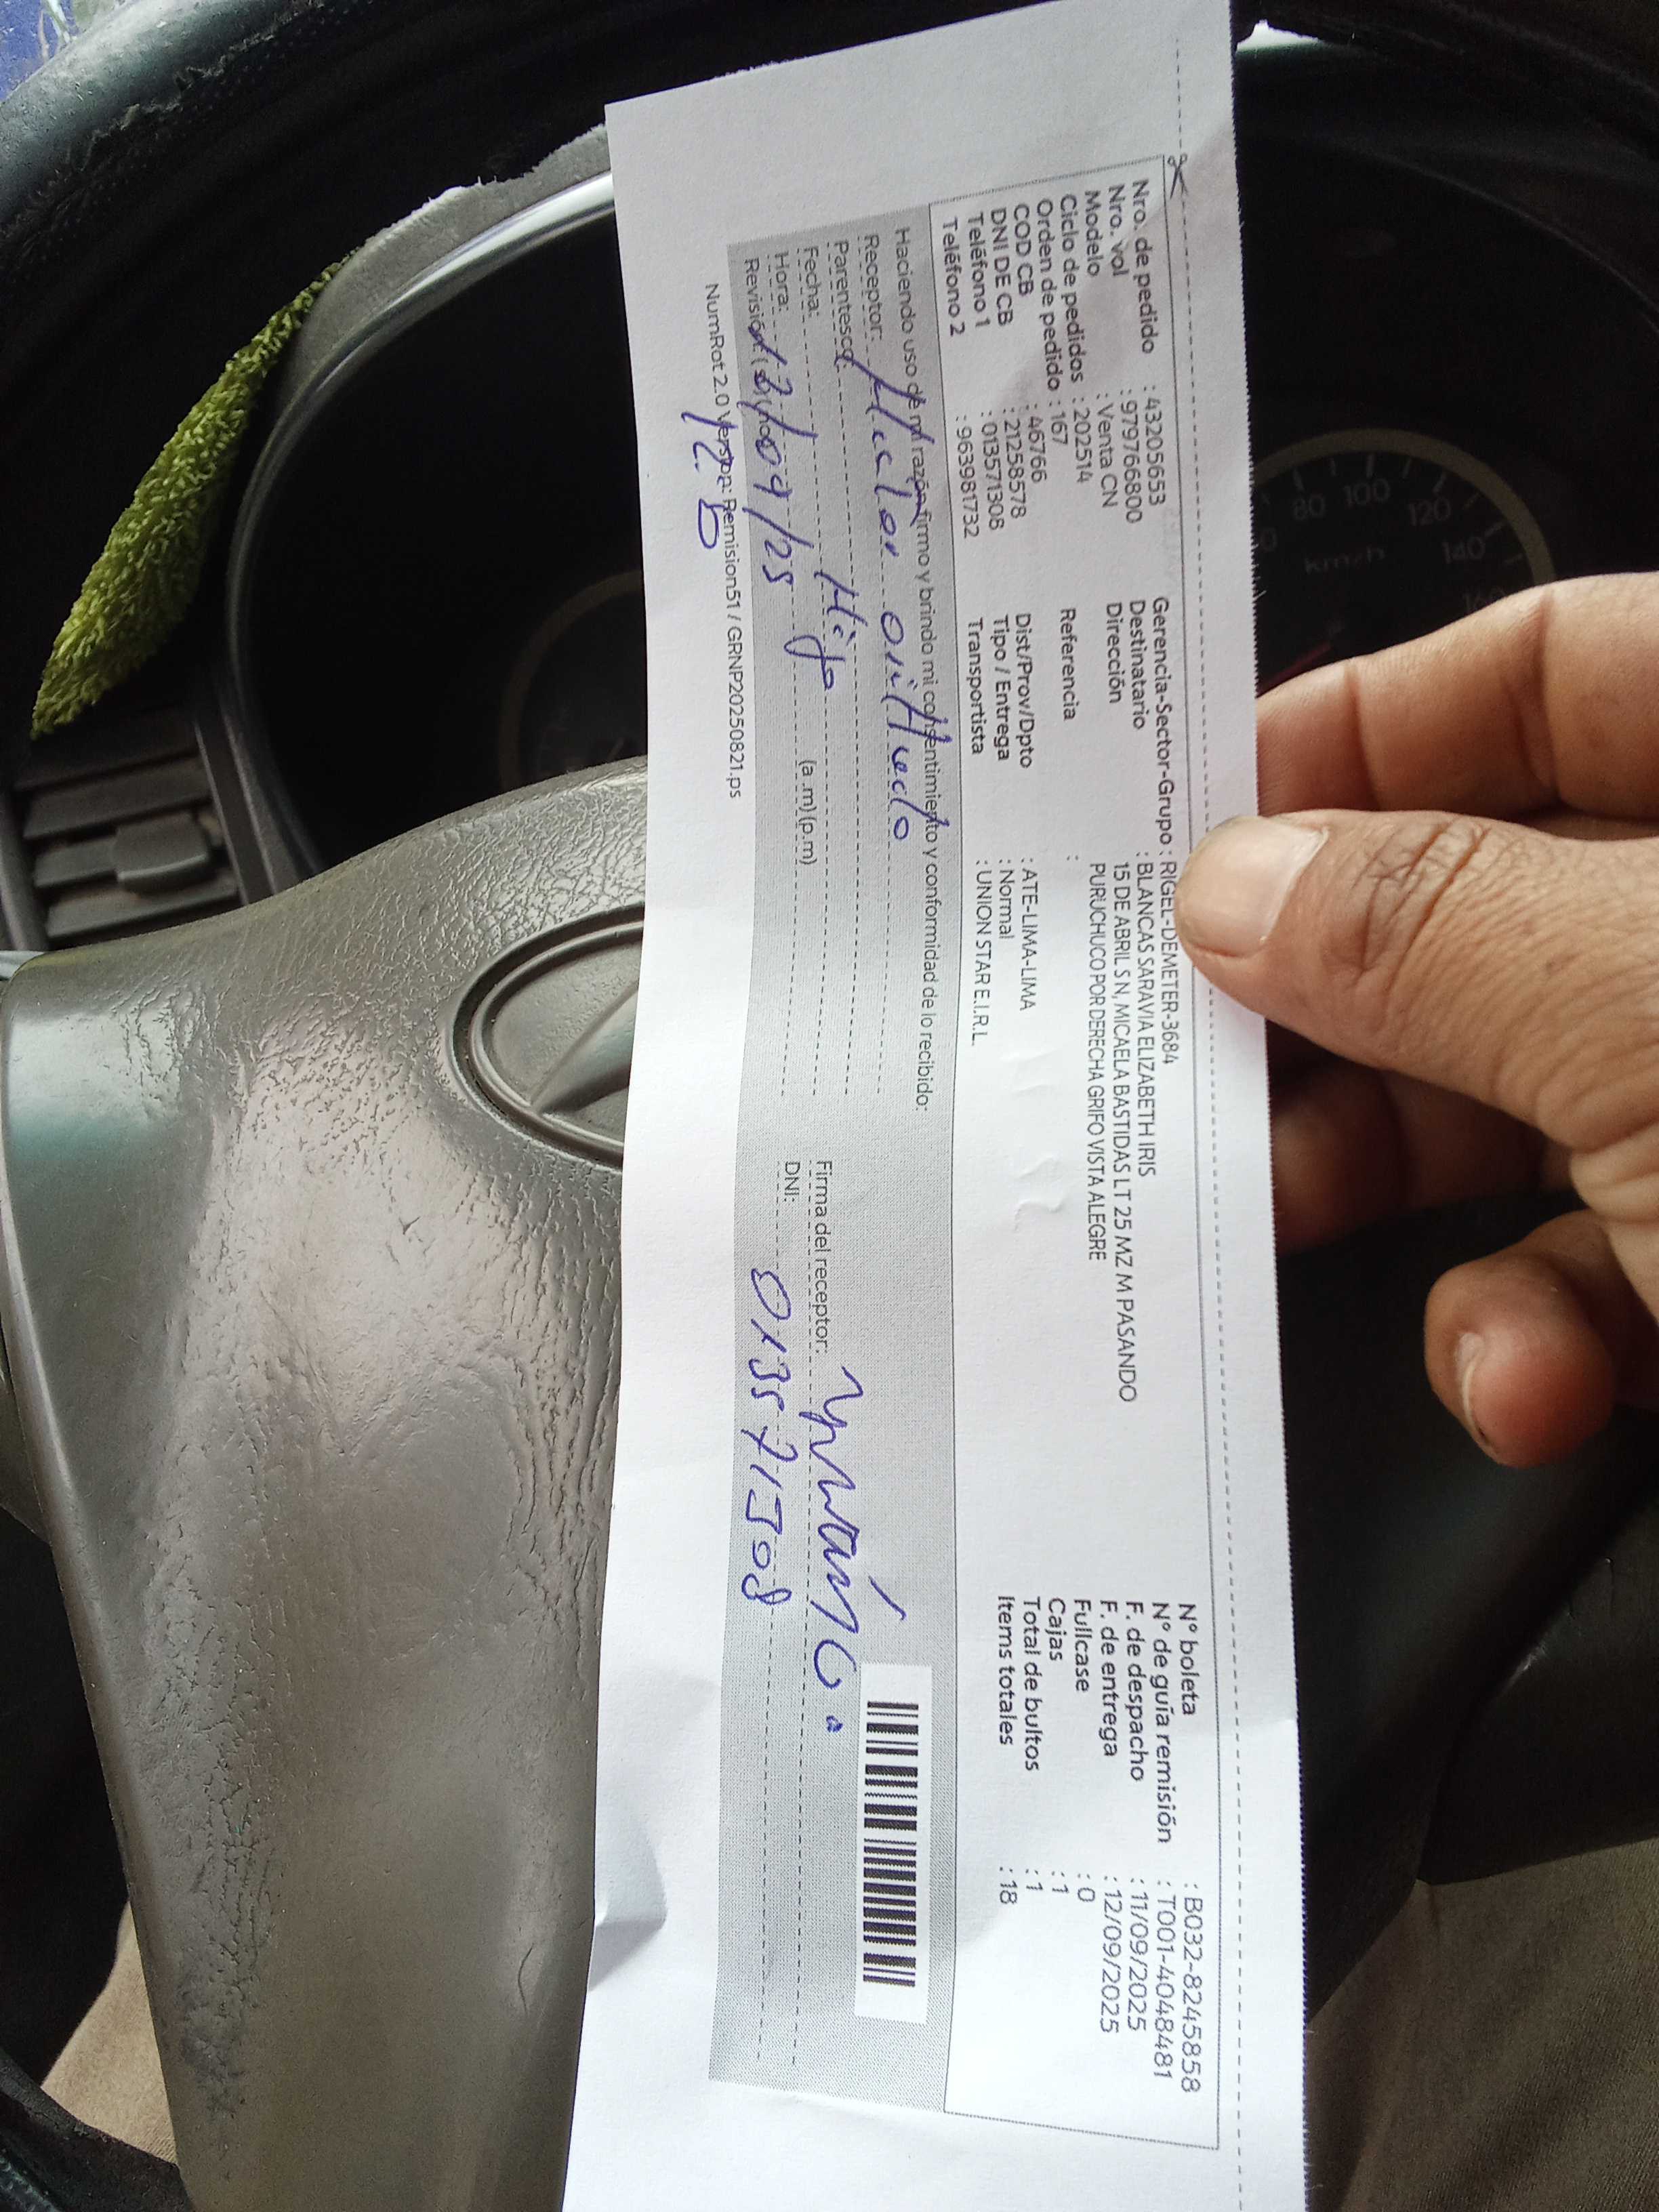 Nro. de pedido : 43205653
Nro. vol : 979766800
Modelo : Venta CN
Ciclo de pedidos : 202514
Orden de pedido : 167
COD CB : 46766
DNI DE CB : 21258578
Teléfono 1 : 013571308
Teléfono 2 : 963981732
Gerencia-Sector-Grupo : RIGEL-DEMETER-3684
Destinatario : BLANCAS SARAVIA ELIZABETH IRIS
Dirección 15 DE ABRIL S N, MICAELA BASTIDAS LT 25 MZ M PASANDO
PURUCHUCO POR DERECHA GRIFO VISTA ALEGRE
Referencia :
Dist/Prov/Dpto : ATE-LIMA-LIMA
Tipo / Entrega : Normal
Transportista : UNION STAR E.I.R.L.
N° boleta : B032-8245858
N° de guía remisión : T001-4048481
F. de despacho : 11/09/2025
F. de entrega : 12/09/2025
Fullcase : 0
Cajas : 1
Total de bultos : 1
Items totales : 18
Haciendo uso de mi razón firmo y brindo mi consentimiento y conformidad de lo recibido:
Receptor:
Parentesco: Hijo
Fecha: 12/09/25
Hora: (a .m) (p.m)
Revisión:
Firma del receptor:
DNI: 013571308
NumRot 2.0 Version: Remision51 / GRNP20250821.ps
80 100 120 140 160
km/h